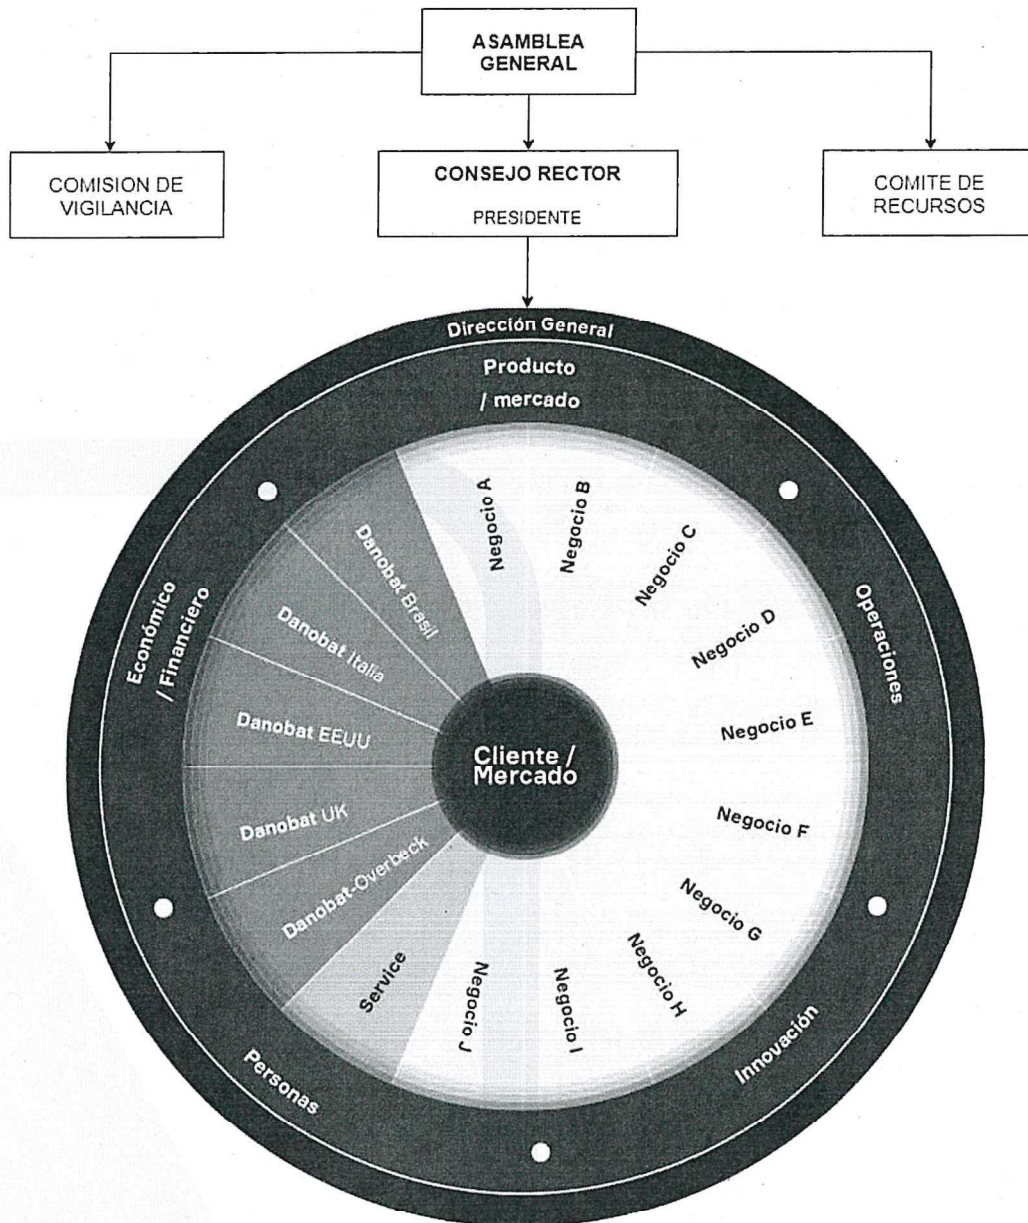 ASAMBLEA
GENERAL
COMISION DE
VIGILANCIA
CONSEJO RECTOR
PRESIDENTE
COMITE DE
RECURSOS
Dirección General
Producto
/ mercado
Operaciones
Innovación
Personas
Económico
/ Financiero
Negocio A
Negocio B
Negocio C
Negocio D
Negocio E
Negocio F
Negocio G
Negocio H
Negocio I
Negocio J
Service
Danobat-Overbeck
Danobat UK
Danobat EEUU
Danobat Italia
Danobat Brasil
Cliente /
Mercado